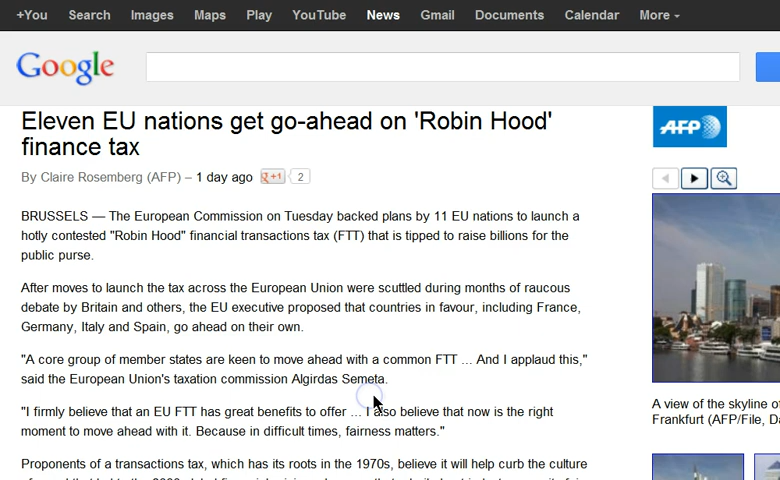 +You Search Images Maps Play YouTube News Gmail Documents Calendar More
Google
Eleven EU nations get go-ahead on 'Robin Hood'
finance tax
AFP
By Claire Rosemberg (AFP) – 1 day ago +1 2
BRUSSELS — The European Commission on Tuesday backed plans by 11 EU nations to launch a
hotly contested "Robin Hood" financial transactions tax (FTT) that is tipped to raise billions for the
public purse.
After moves to launch the tax across the European Union were scuttled during months of raucous
debate by Britain and others, the EU executive proposed that countries in favour, including France,
Germany, Italy and Spain, go ahead on their own.
"A core group of member states are keen to move ahead with a common FTT ... And I applaud this,"
said the European Union's taxation commission Algirdas Semeta.
"I firmly believe that an EU FTT has great benefits to offer ... I also believe that now is the right
moment to move ahead with it. Because in difficult times, fairness matters."
A view of the skyline o
Frankfurt (AFP/File, Da
Proponents of a transactions tax, which has its roots in the 1970s, believe it will help curb the culture